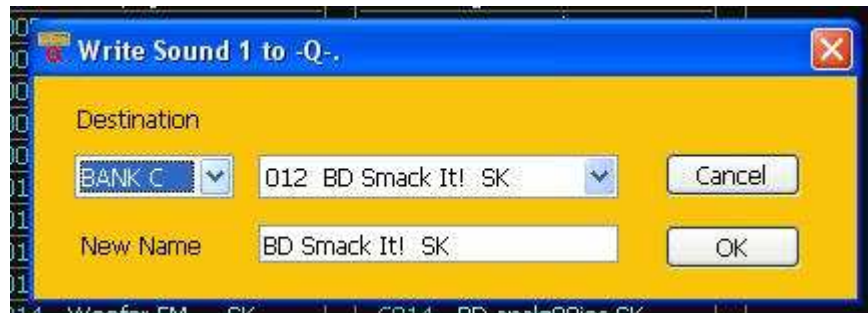 Write Sound 1 to -Q-.
Destination
BANK C 012 BD Smack It! SK Cancel
New Name BD Smack It! SK OK